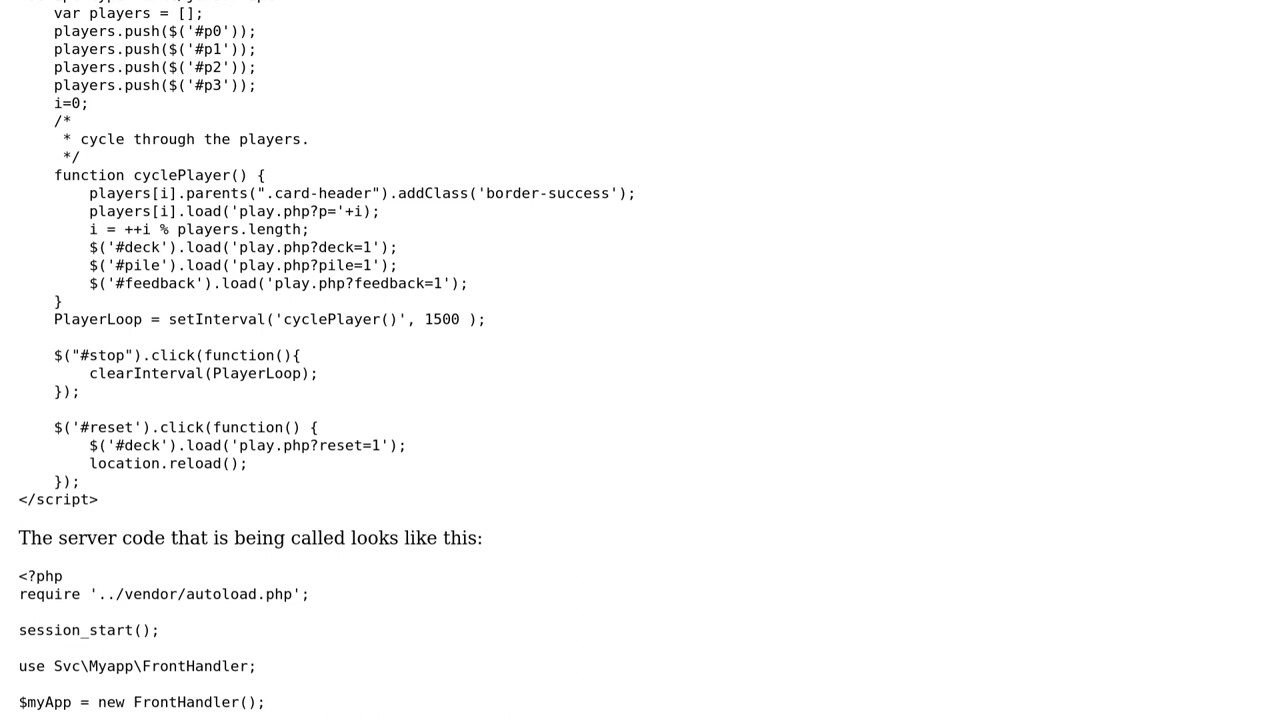 var players = [];
players.push($('#p0'));
players.push($('#p1'));
players.push($('#p2'));
players.push($('#p3'));
i=0;
/*
* cycle through the players.
*/
function cyclePlayer() {
players[i].parents(".card-header").addClass('border-success');
players[i].load('play.php?p='+i);
i = ++i % players.length;
$('#deck').load('play.php?deck=1');
$('#pile').load('play.php?pile=1');
$('#feedback').load('play.php?feedback=1');
}
PlayerLoop = setInterval('cyclePlayer()', 1500 );
$("#stop").click(function(){
clearInterval(PlayerLoop);
});
$('#reset').click(function() {
$('#deck').load('play.php?reset=1');
location.reload();
});
</script>
The server code that is being called looks like this:
<?php
require '../vendor/autoload.php';
session_start();
use Svc\Myapp\FrontHandler;
$myApp = new FrontHandler();